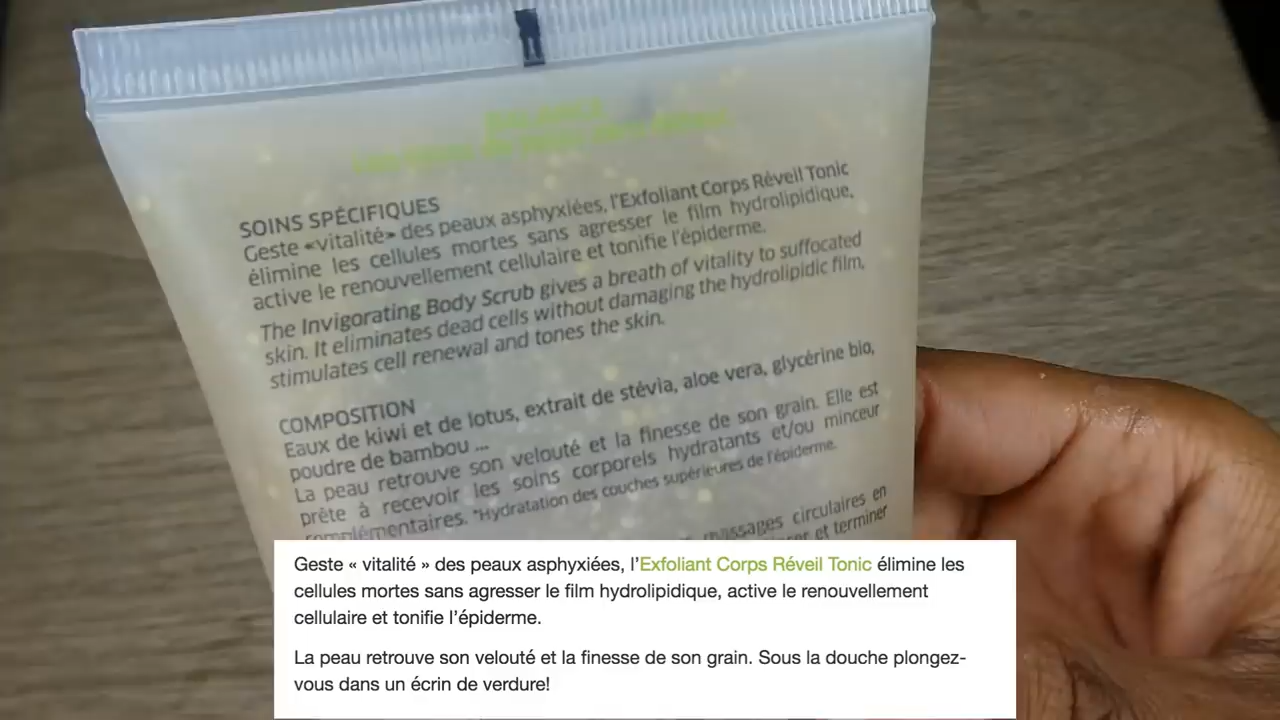 SOINS SPÉCIFIQUES
Geste «vitalité» des peaux asphyxiées, l'Exfoliant Corps Réveil Tonic
élimine les cellules mortes sans agresser le film hydrolipidique,
active le renouvellement cellulaire et tonifie l'épiderme.
The Invigorating Body Scrub gives a breath of vitality to suffocated
skin. It eliminates dead cells without damaging the hydrolipidic film,
stimulates cell renewal and tones the skin.
COMPOSITION
Eaux de kiwi et de lotus, extrait de stévia, aloe vera, glycérine bio,
poudre de bambou ...
La peau retrouve son velouté et la finesse de son grain. Elle est
prête à recevoir les soins corporels hydratants et/ou minceur
complémentaires. *Hydratation des couches supérieures de l'épiderme.
massages circulaires en
et terminer
Geste « vitalité » des peaux asphyxiées, l’Exfoliant Corps Réveil Tonic élimine les
cellules mortes sans agresser le film hydrolipidique, active le renouvellement
cellulaire et tonifie l’épiderme.
La peau retrouve son velouté et la finesse de son grain. Sous la douche plongez-
vous dans un écrin de verdure!